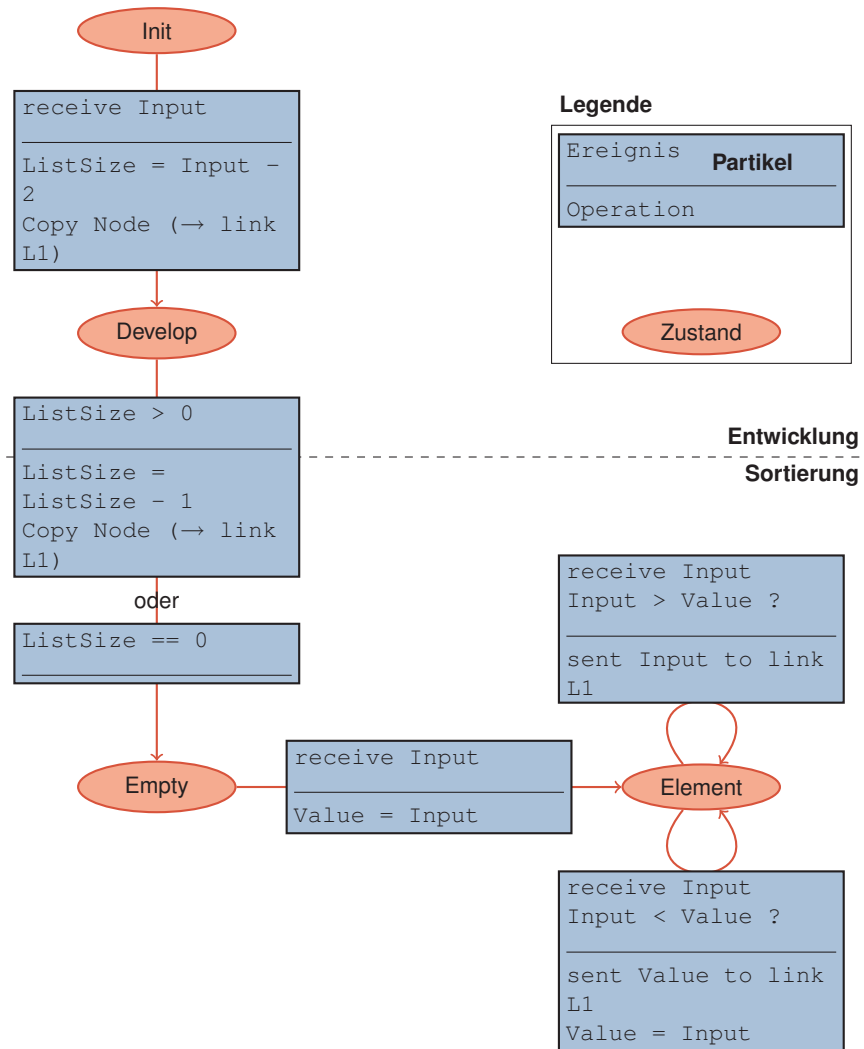 Init
receive Input
ListSize = Input -
2
Copy Node (→ link
L1)
Legende
Ereignis
Partikel
Operation
Zustand
Develop
ListSize > 0
ListSize =
ListSize - 1
Copy Node (→ link
L1)
Entwicklung
Sortierung
oder
ListSize == 0
receive Input
Input > Value ?
sent Input to link
L1
Empty
receive Input
Value = Input
Element
receive Input
Input < Value ?
sent Value to link
L1
Value = Input